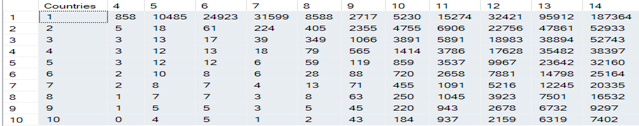 Countries 4 5 6 7 8 9 10 11 12 13 14
1 1 858 10485 24923 31599 8588 2717 5230 15274 32421 95912 187364
2 2 5 18 61 224 405 2355 4755 6906 22756 47861 52933
3 3 3 13 17 39 349 1066 3891 5891 18983 38894 52743
4 4 3 12 13 18 79 565 1414 3786 17628 35482 38397
5 5 3 12 12 6 59 119 859 3537 9967 23642 32160
6 6 2 10 8 6 28 88 720 2658 7881 14798 25164
7 7 2 8 7 4 13 71 455 1091 5216 12245 20335
8 8 1 7 7 3 8 63 250 1045 3923 7501 16532
9 9 1 5 5 3 5 45 220 943 2678 6732 9297
10 10 0 4 5 1 2 43 184 937 2159 6319 7402